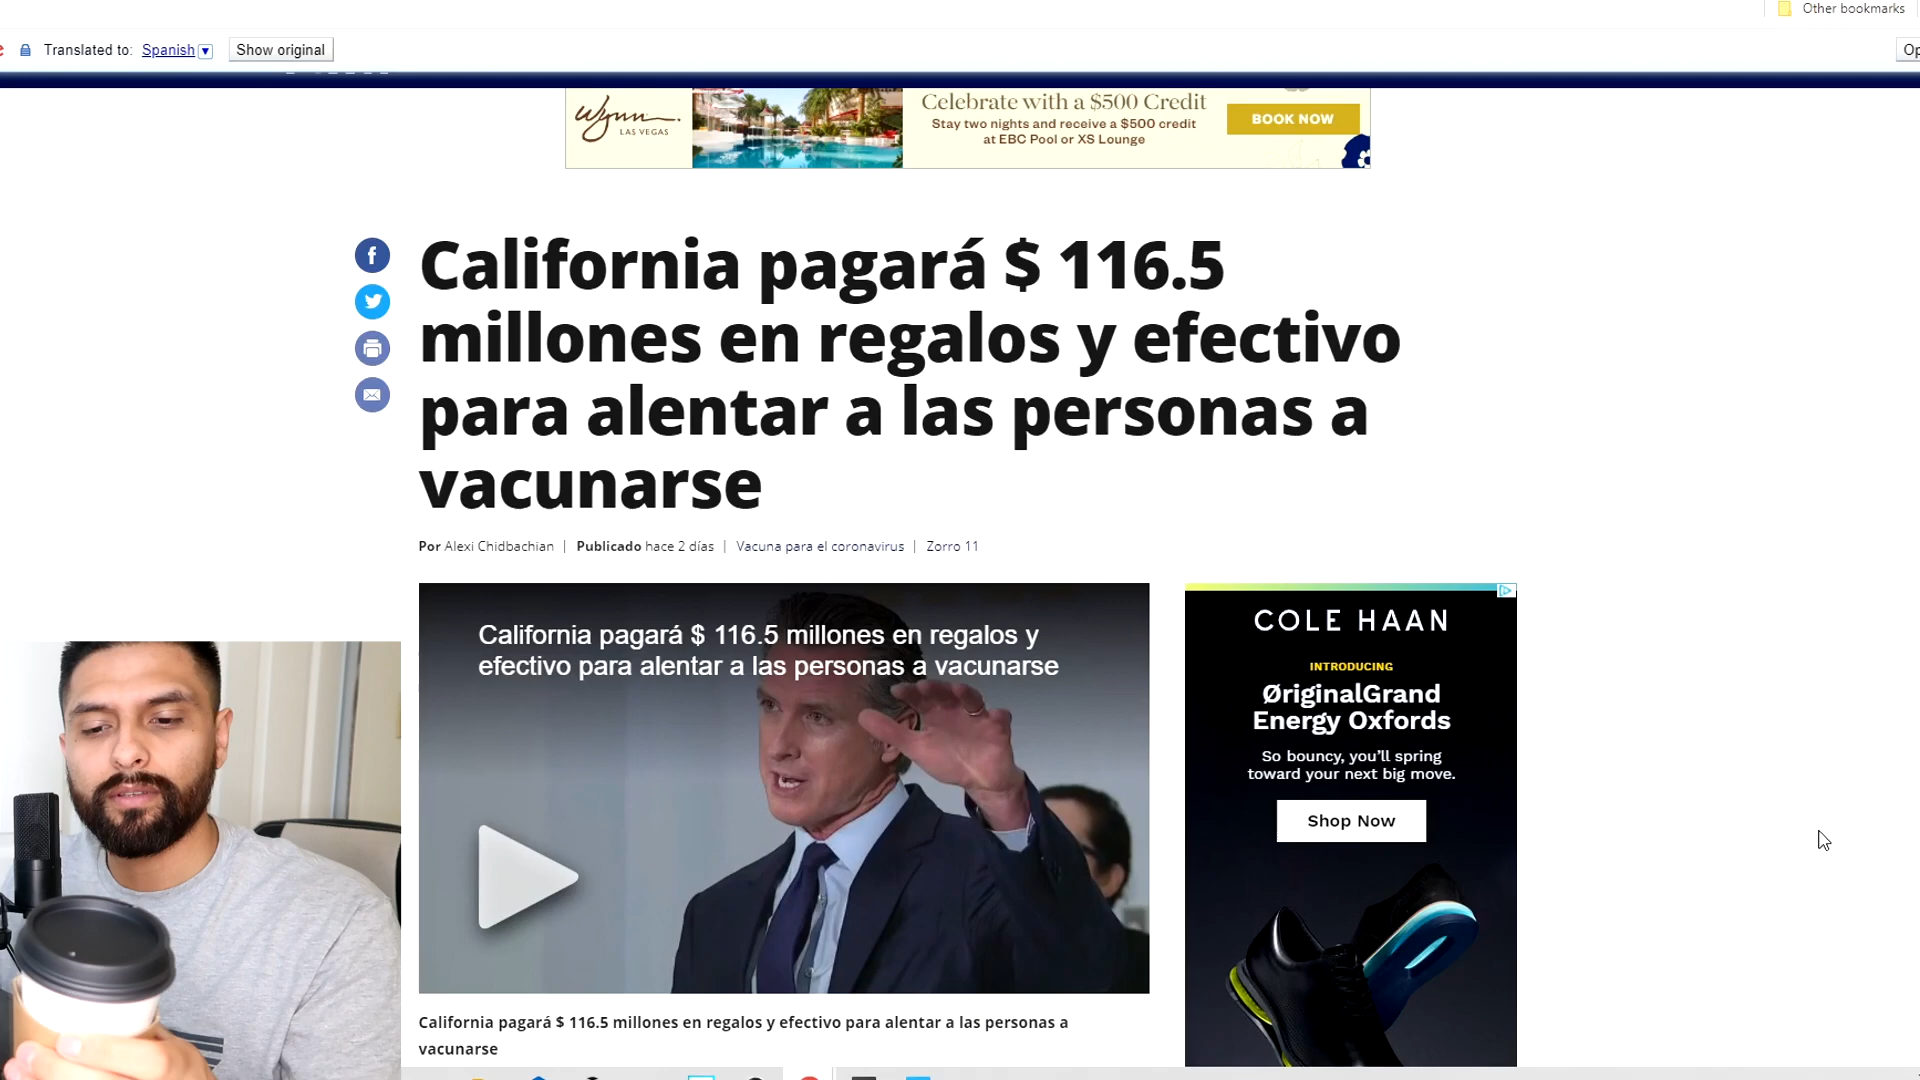 Other bookmarks
Translated to: Spanish
Show original
Wynn
LAS VEGAS
Celebrate with a $500 Credit
Stay two nights and receive a $500 credit
at EBC Pool or XS Lounge
BOOK NOW
California pagará $ 116.5
millones en regalos y efectivo
para alentar a las personas a
vacunarse
Por Alexi Chidbachian | Publicado hace 2 días | Vacuna para el coronavirus | Zorro 11
California pagará $ 116.5 millones en regalos y
efectivo para alentar a las personas a vacunarse
COLE HAAN
INTRODUCING
ØriginalGrand
Energy Oxfords
So bouncy, you'll spring
toward your next big move.
Shop Now
California pagará $ 116.5 millones en regalos y efectivo para alentar a las personas a
vacunarse